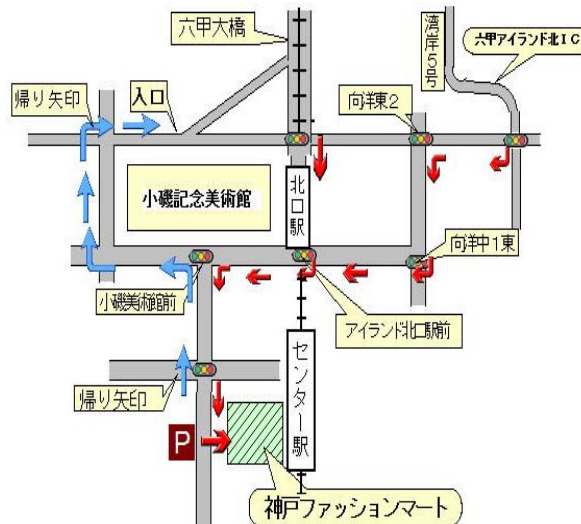 六甲大橋
湾岸5号
六甲アイランド北IC
帰り矢印
入口
向洋東2
小磯記念美術館
北口駅
向洋中1東
小磯美術館前
アイランド北口駅前
センター駅
帰り矢印
P
神戸ファッションマート